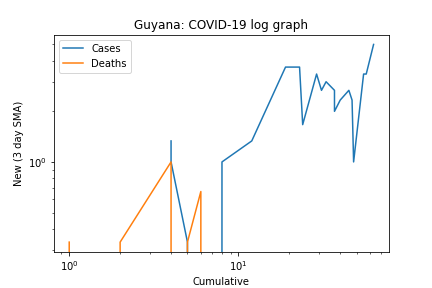 Guyana: COVID-19 log graph
Cases
Deaths
New (3 day SMA)
10⁰
10⁰
10¹
Cumulative